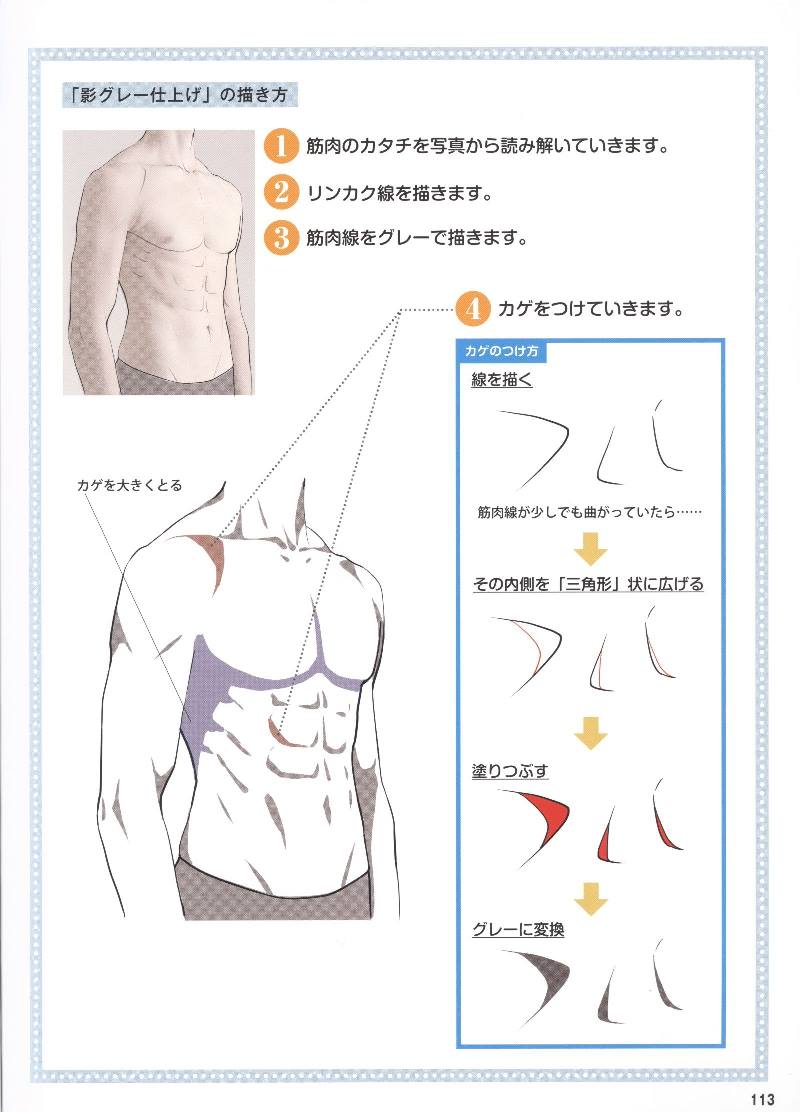 「影グレー仕上げ」の描き方
1 筋肉のカタチを写真から読み解いていきます。
2 リンカク線を描きます。
3 筋肉線をグレーで描きます。
4 カゲをつけていきます。
カゲを大きくとる
カゲのつけ方
線を描く
筋肉線が少しでも曲がっていたら……
その内側を「三角形」状に広げる
塗りつぶす
グレーに変換
113